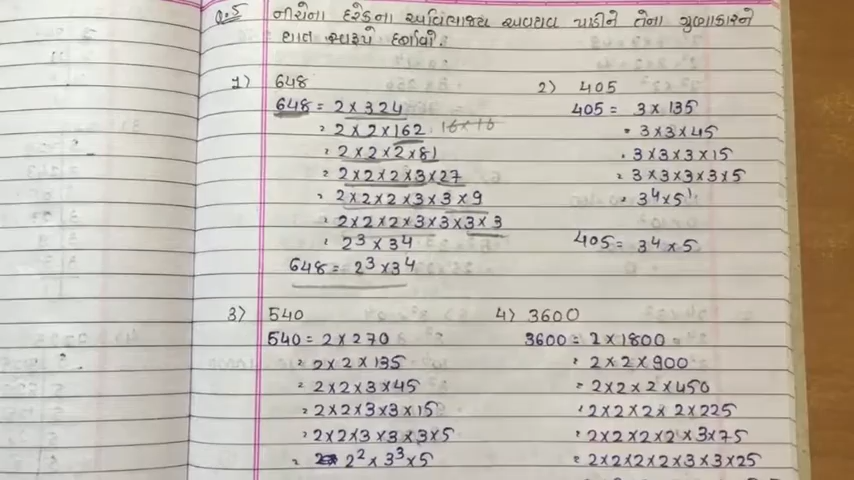 Q.5 નીચેના દરેકના અવિભાજ્ય અવયવ પાડીને તેના ગુણાકારને
ઘાત સ્વરૂપે દર્શાવો.
1) 648
648 = 2 × 324
= 2 × 2 × 162 16×16
= 2 × 2 × 2 × 81
= 2 × 2 × 2 × 3 × 27
= 2 × 2 × 2 × 3 × 3 × 9
= 2 × 2 × 2 × 3 × 3 × 3 × 3
= 2³ × 3⁴
648 = 2³ × 3⁴
2) 405
405 = 3 × 135
= 3 × 3 × 45
= 3 × 3 × 3 × 15
= 3 × 3 × 3 × 3 × 5
= 3⁴ × 5¹
405 = 3⁴ × 5
3) 540
540 = 2 × 270
= 2 × 2 × 135
= 2 × 2 × 3 × 45
= 2 × 2 × 3 × 3 × 15
= 2 × 2 × 3 × 3 × 3 × 5
= 2² × 3³ × 5
4) 3600
3600 = 2 × 1800
= 2 × 2 × 900
= 2 × 2 × 2 × 450
= 2 × 2 × 2 × 2 × 225
= 2 × 2 × 2 × 2 × 3 × 75
= 2 × 2 × 2 × 2 × 3 × 3 × 25